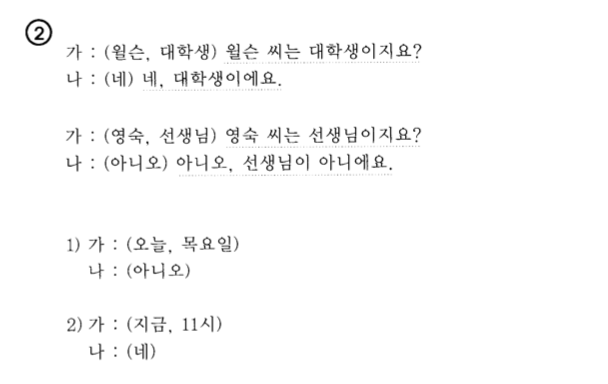 ②
가 : (윌슨, 대학생) 윌슨 씨는 대학생이지요?
나 : (네) 네, 대학생이에요.
가 : (영숙, 선생님) 영숙 씨는 선생님이지요?
나 : (아니오) 아니오, 선생님이 아니에요.
1) 가 : (오늘, 목요일)
나 : (아니오)
2) 가 : (지금, 11시)
나 : (네)